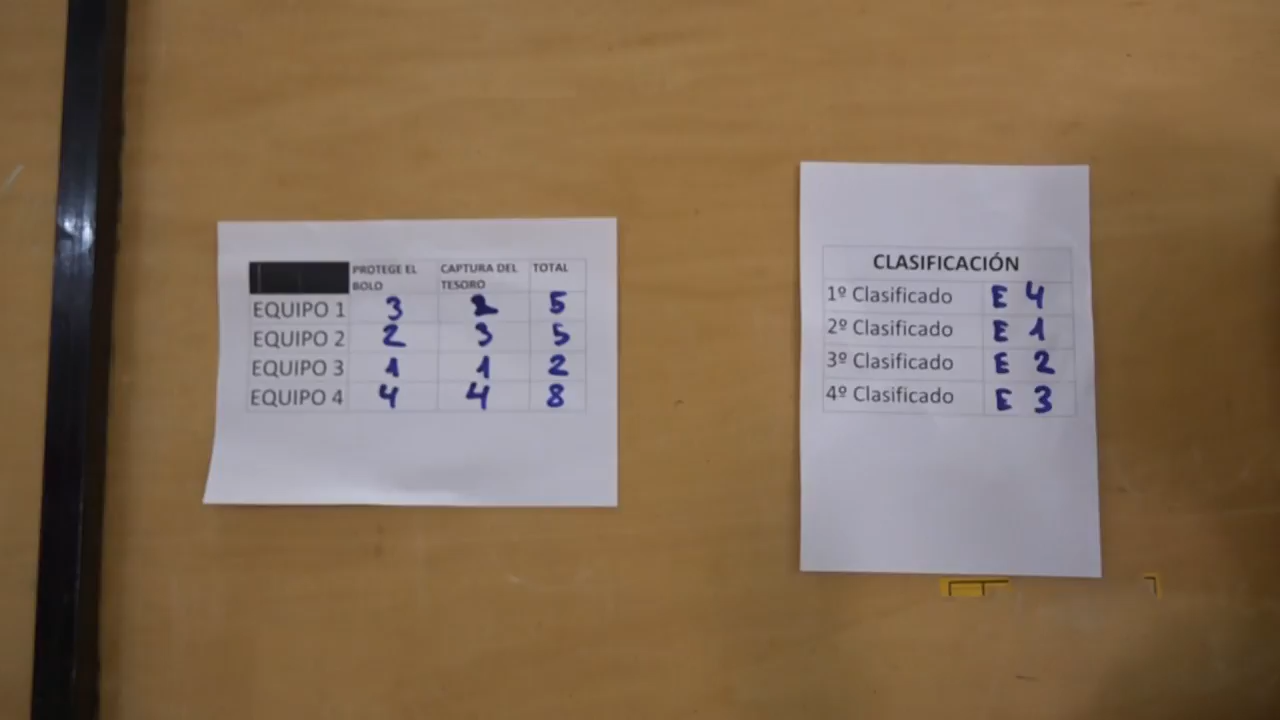 PROTEGE EL BOLO CAPTURA DEL TESORO TOTAL
EQUIPO 1 3 2 5
EQUIPO 2 2 3 5
EQUIPO 3 1 1 2
EQUIPO 4 4 4 8
CLASIFICACIÓN
1º Clasificado E 4
2º Clasificado E 1
3º Clasificado E 2
4º Clasificado E 3